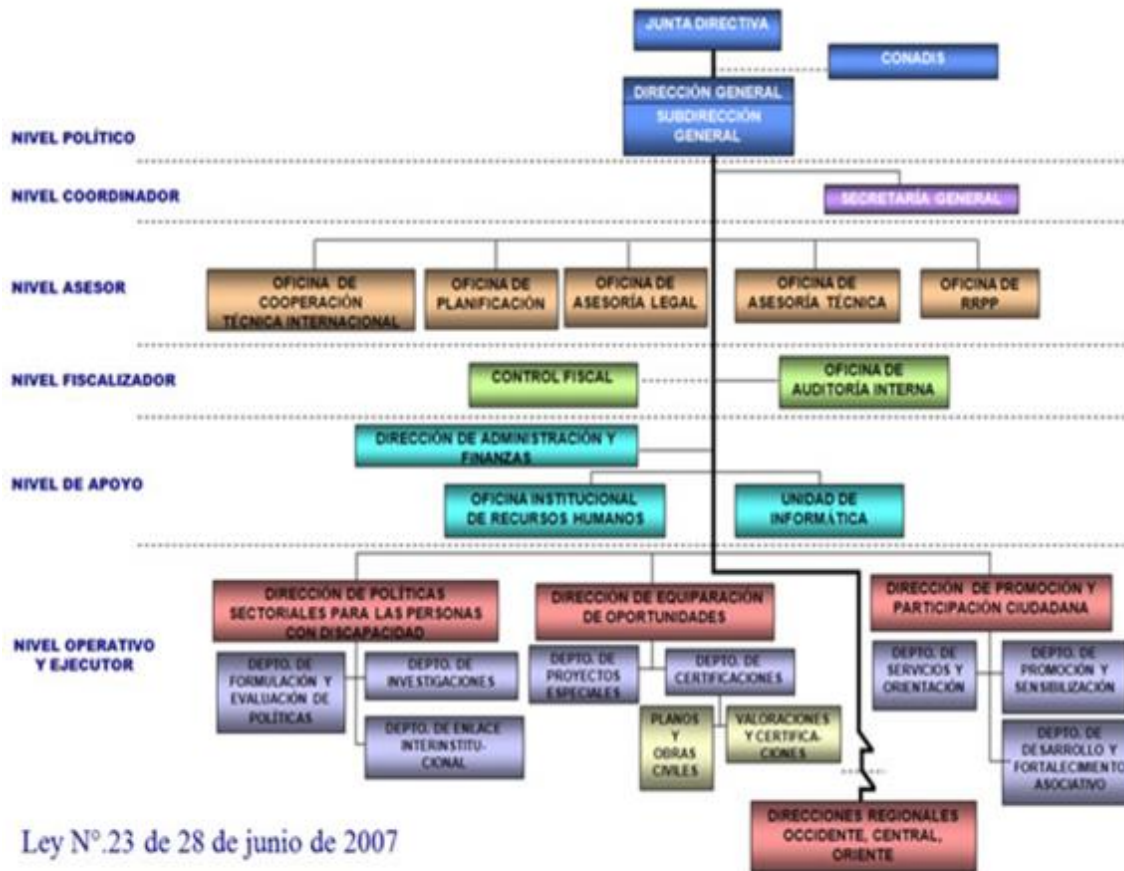 JUNTA DIRECTIVA
CONADIS
DIRECCIÓN GENERAL
SUBDIRECCIÓN
GENERAL
NIVEL POLÍTICO
NIVEL COORDINADOR
SECRETARÍA GENERAL
NIVEL ASESOR
OFICINA DE
COOPERACIÓN
TÉCNICA INTERNACIONAL
OFICINA DE
PLANIFICACIÓN
OFICINA DE
ASESORÍA LEGAL
OFICINA DE
ASESORÍA TÉCNICA
OFICINA DE
RRPP
NIVEL FISCALIZADOR
CONTROL FISCAL
OFICINA DE
AUDITORÍA INTERNA
NIVEL DE APOYO
DIRECCIÓN DE ADMINISTRACIÓN Y
FINANZAS
OFICINA INSTITUCIONAL
DE RECURSOS HUMANOS
UNIDAD DE
INFORMÁTICA
NIVEL OPERATIVO
Y EJECUTOR
DIRECCIÓN DE POLÍTICAS
SECTORIALES PARA LAS PERSONAS
CON DISCAPACIDAD
DEPTO. DE
FORMULACIÓN Y
EVALUACIÓN DE
POLÍTICAS
DEPTO. DE
INVESTIGACIONES
DEPTO. DE ENLACE
INTERINSTITU-
CIONAL
DIRECCIÓN DE EQUIPARACIÓN
DE OPORTUNIDADES
DEPTO. DE
PROYECTOS
ESPECIALES
DEPTO. DE
CERTIFICACIONES
PLANOS
Y
OBRAS
CIVILES
VALORACIONES
Y CERTIFICA-
CIONES
DIRECCIÓN DE PROMOCIÓN Y
PARTICIPACIÓN CIUDADANA
DEPTO. DE
SERVICIOS Y
ORIENTACIÓN
DEPTO. DE
PROMOCIÓN Y
SENSIBILIZACIÓN
DEPTO. DE
DESARROLLO Y
FORTALECIMIENTO
ASOCIATIVO
DIRECCIONES REGIONALES
OCCIDENTE, CENTRAL,
ORIENTE
Ley N°.23 de 28 de junio de 2007